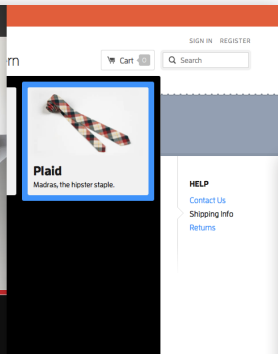 SIGN IN REGISTER
rn
Cart 0
Search
Plaid
Madras, the hipster staple.
HELP
Contact Us
Shipping Info
Returns